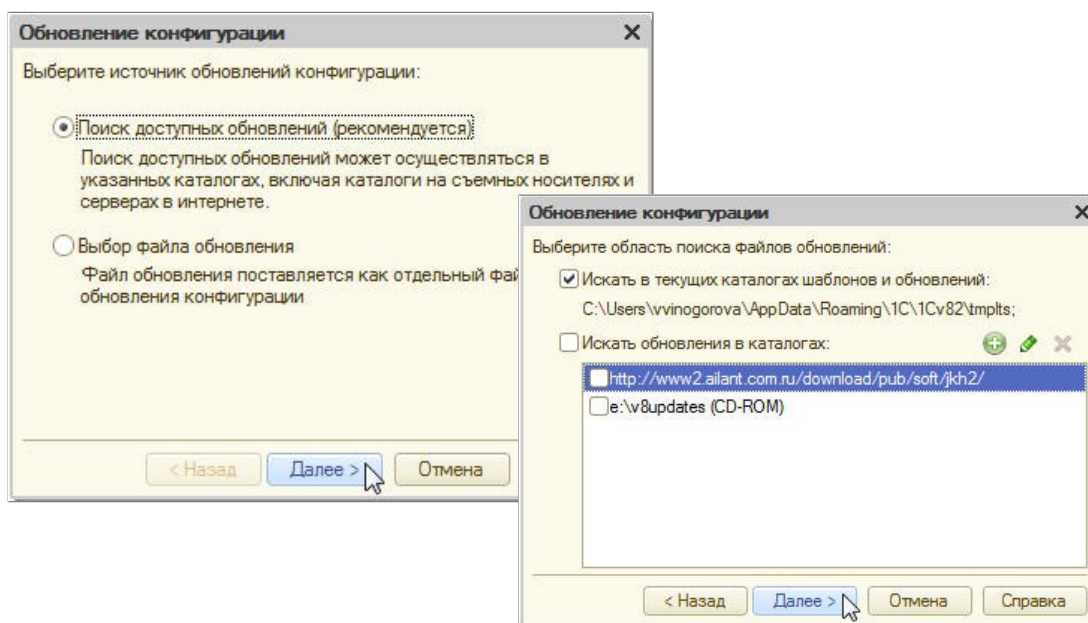 Обновление конфигурации
Выберите источник обновлений конфигурации:
Поиск доступных обновлений (рекомендуется)
Поиск доступных обновлений может осуществляться в
указанных каталогах, включая каталоги на съемных носителях и
серверах в интернете.
Выбор файла обновления
Файл обновления поставляется как отдельный
обновления конфигурации
< Назад
Далее >
Отмена
Обновление конфигурации
Выберите область поиска файлов обновлений:
Искать в текущих каталогах шаблонов и обновлений:
C:\Users\vvinogorova\AppData\Roaming\1C\1Cv82\tmplts;
Искать обновления в каталогах:
http://www2.ailant.com.ru/download/pub/soft/jkh2/
e:\v8updates (CD-ROM)
< Назад
Далее >
Отмена
Справка